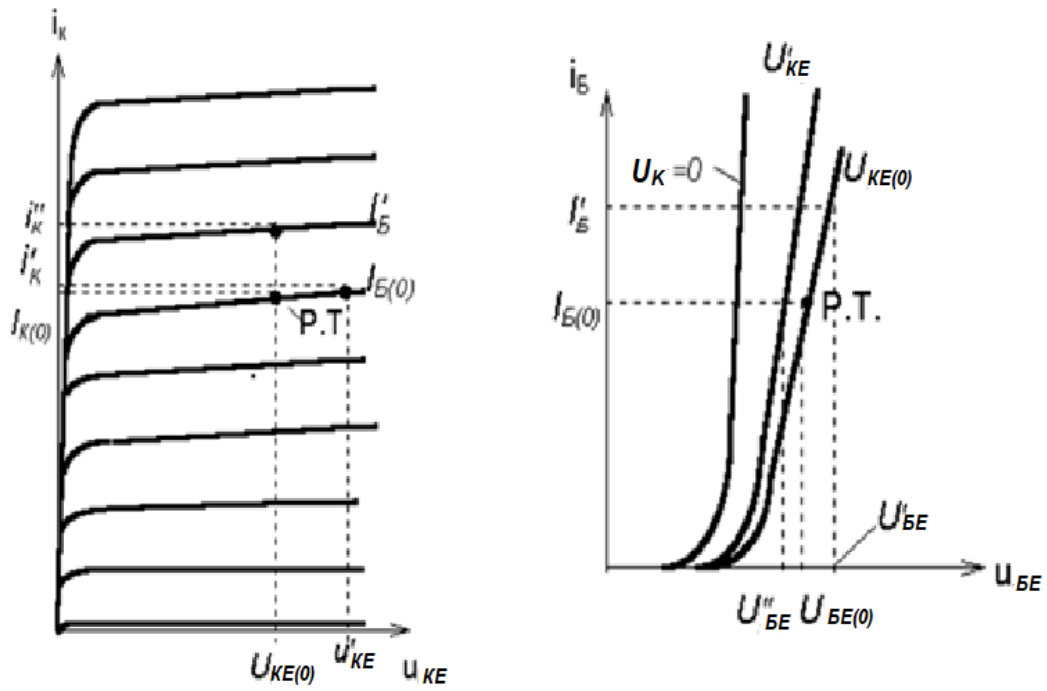 iк
i''к
i'к
Iк(0)
I'Б
IБ(0)
Р.Т
UКЕ(0)
u'КЕ
uКЕ
iБ
U'КЕ
UК =0
UКЕ(0)
I'Б
IБ(0)
Р.Т.
U'БЕ
uБЕ
U''БЕ
UБЕ(0)